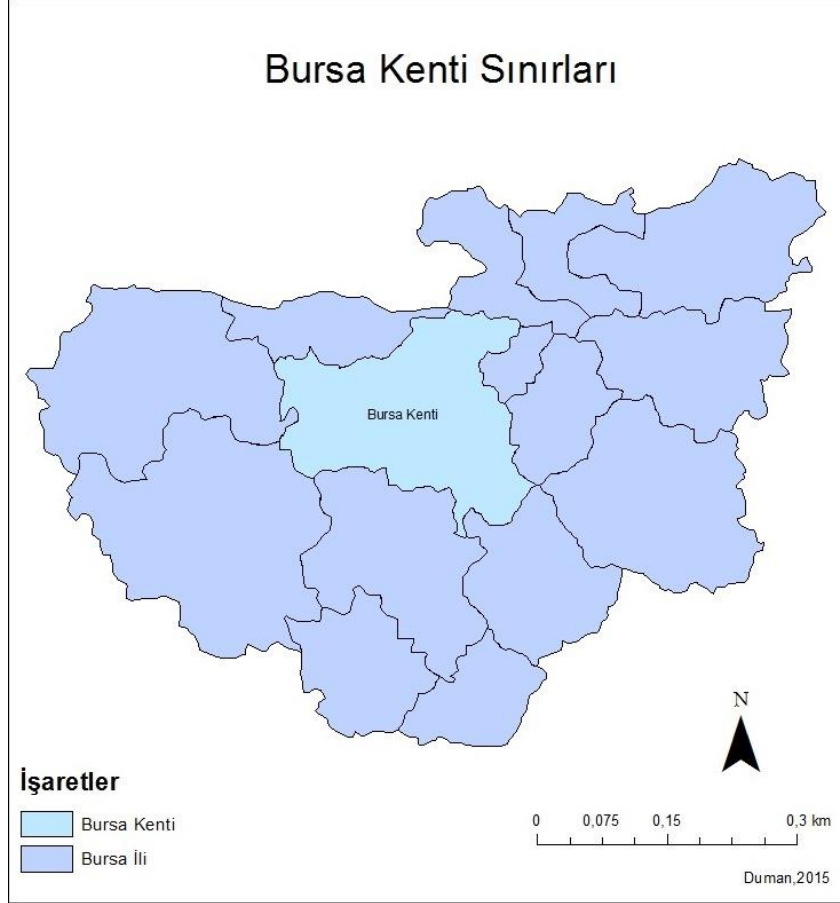 Bursa Kenti Sınırları
Bursa Kenti
N
İşaretler
Bursa Kenti
Bursa İli
0 0,075 0,15 0,3 km
Duman,2015